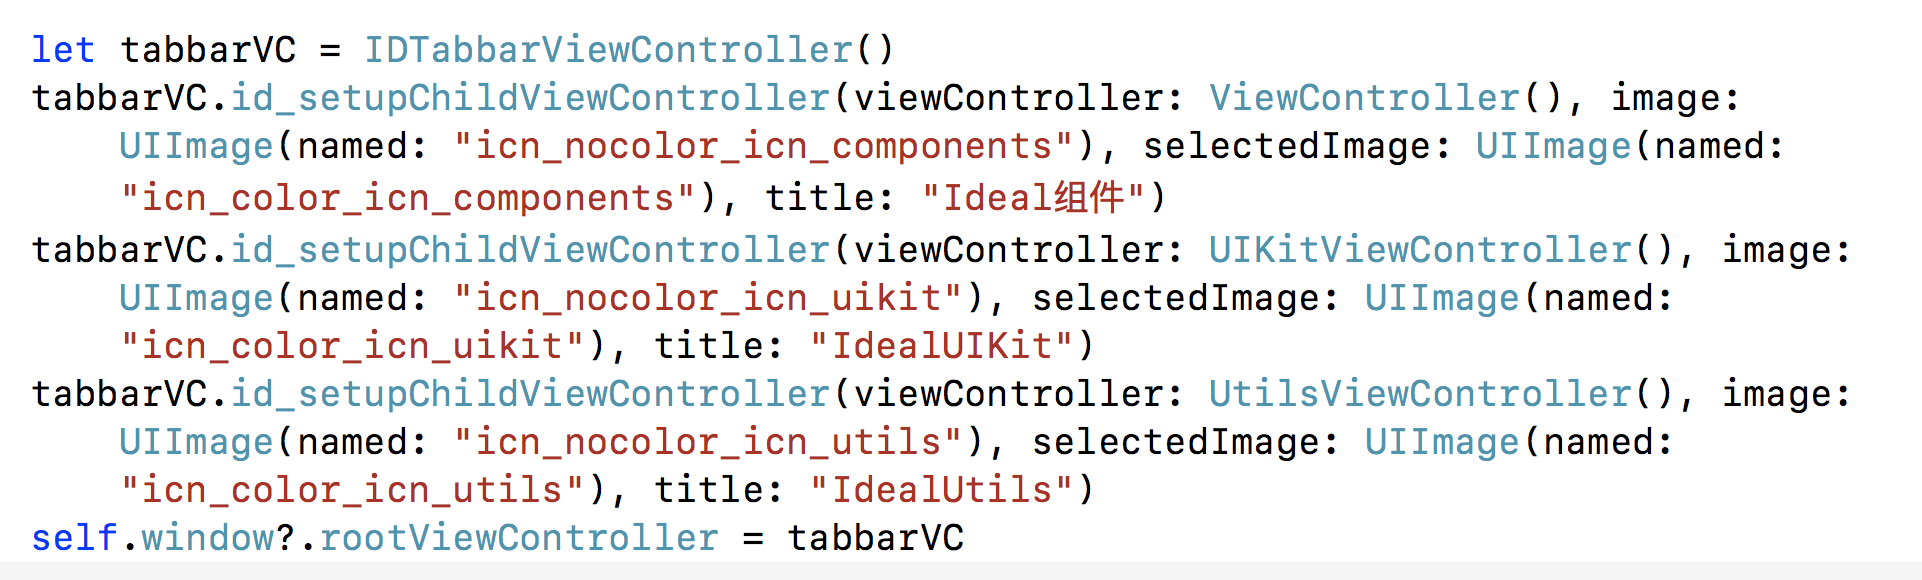 let tabbarVC = IDTabbarViewController()
tabbarVC.id_setupChildViewController(viewController: ViewController(), image:
UIImage(named: "icn_nocolor_icn_components"), selectedImage: UIImage(named:
"icn_color_icn_components"), title: "Ideal组件")
tabbarVC.id_setupChildViewController(viewController: UIKitViewController(), image:
UIImage(named: "icn_nocolor_icn_uikit"), selectedImage: UIImage(named:
"icn_color_icn_uikit"), title: "IdealUIKit")
tabbarVC.id_setupChildViewController(viewController: UtilsViewController(), image:
UIImage(named: "icn_nocolor_icn_utils"), selectedImage: UIImage(named:
"icn_color_icn_utils"), title: "IdealUtils")
self.window?.rootViewController = tabbarVC